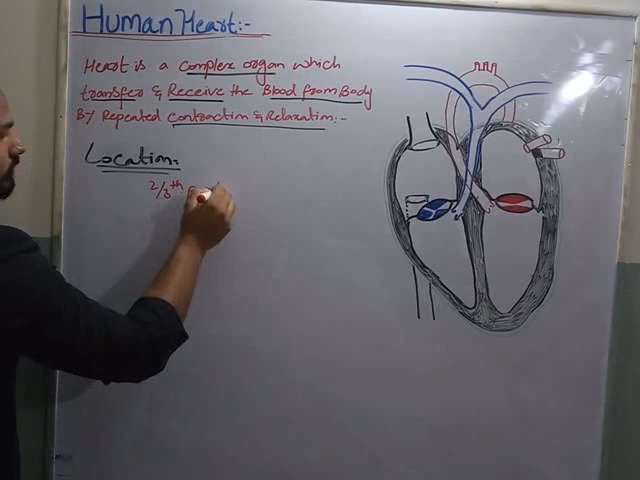 Human Heart:-
Heart is a complex organ which
transfer & Receive the Blood from Body
By Repeated contraction & Relaxation:-
Location:-
2/3th